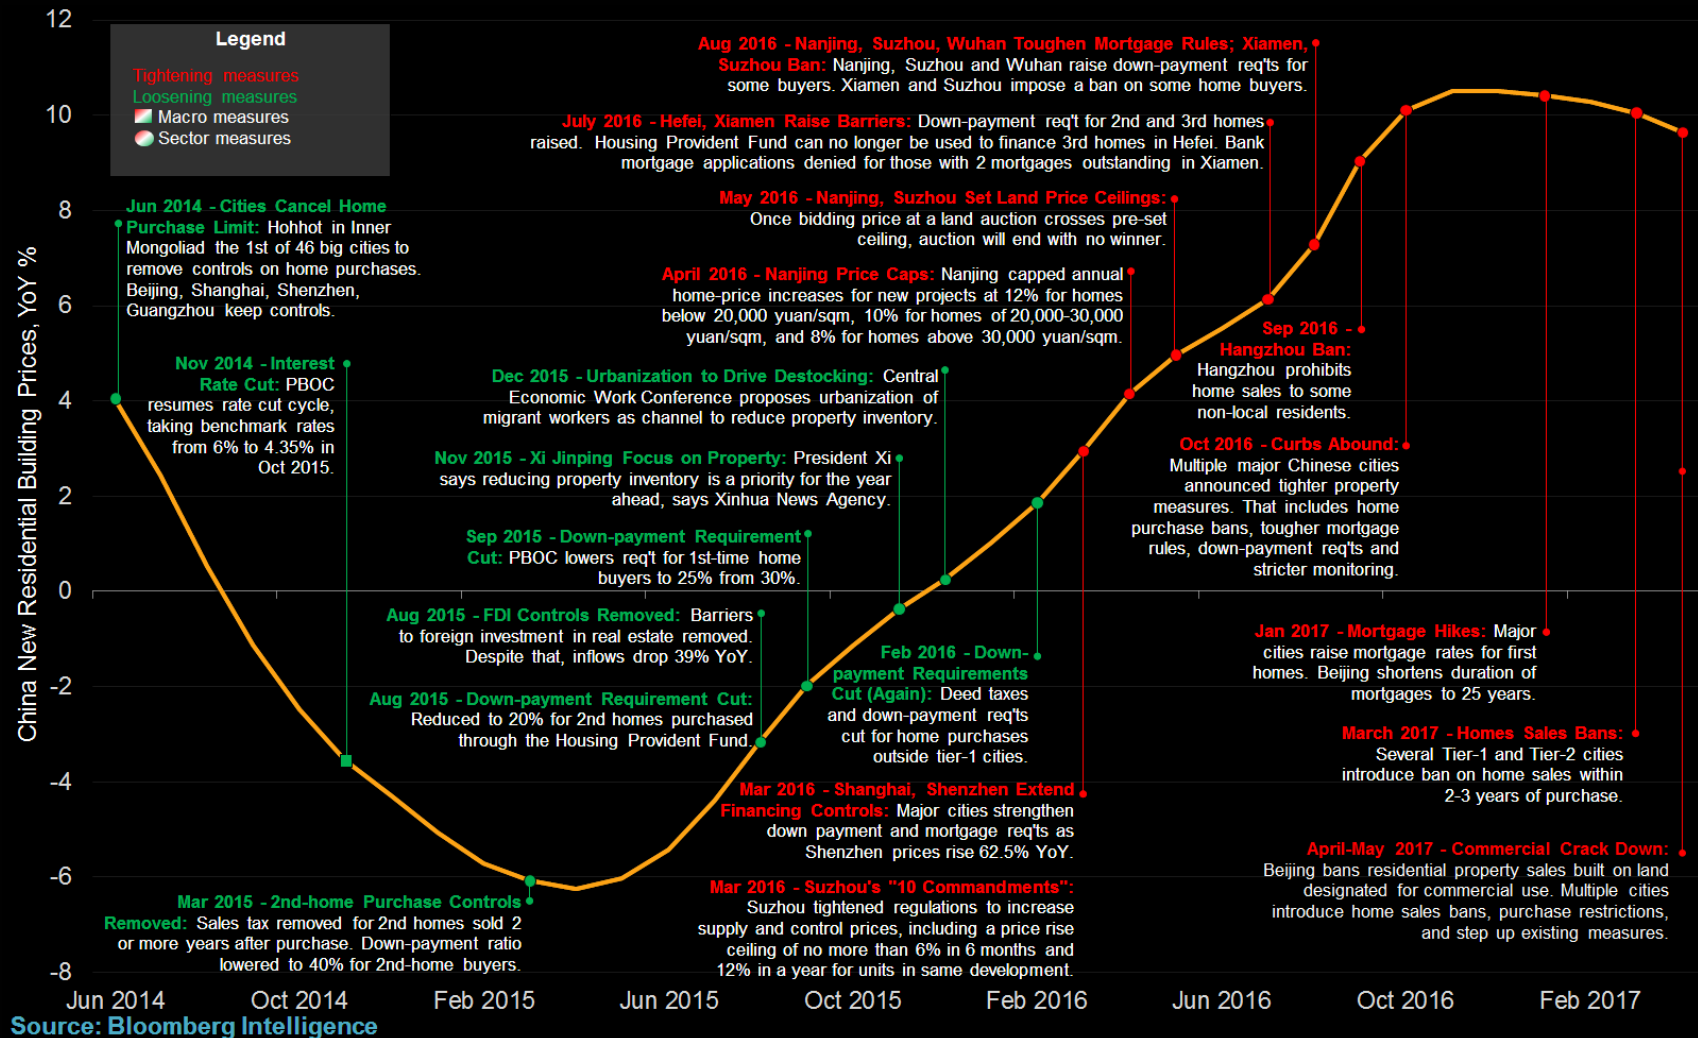 12
10
8
6
4
2
0
-2
-4
-6
-8
China New Residential Building Prices, YoY %
Legend
Tightening measures
Loosening measures
Macro measures
Sector measures
Jun 2014 - Cities Cancel Home
Purchase Limit: Hohhot in Inner
Mongoliad the 1st of 46 big cities to
remove controls on home purchases.
Beijing, Shanghai, Shenzhen,
Guangzhou keep controls.
Nov 2014 - Interest
Rate Cut: PBOC
resumes rate cut cycle,
taking benchmark rates
from 6% to 4.35% in
Oct 2015.
Mar 2015 - 2nd-home Purchase Controls
Removed: Sales tax removed for 2nd homes sold 2
or more years after purchase. Down-payment ratio
lowered to 40% for 2nd-home buyers.
Aug 2016 - Nanjing, Suzhou, Wuhan Toughen Mortgage Rules; Xiamen,
Suzhou Ban: Nanjing, Suzhou and Wuhan raise down-payment req'ts for
some buyers. Xiamen and Suzhou impose a ban on some home buyers.
July 2016 - Hefei, Xiamen Raise Barriers: Down-payment req't for 2nd and 3rd homes
raised. Housing Provident Fund can no longer be used to finance 3rd homes in Hefei. Bank
mortgage applications denied for those with 2 mortgages outstanding in Xiamen.
May 2016 - Nanjing, Suzhou Set Land Price Ceilings:
Once bidding price at a land auction crosses pre-set
ceiling, auction will end with no winner.
April 2016 - Nanjing Price Caps: Nanjing capped annual
home-price increases for new projects at 12% for homes
below 20,000 yuan/sqm, 10% for homes of 20,000-30,000
yuan/sqm, and 8% for homes above 30,000 yuan/sqm.
Dec 2015 - Urbanization to Drive Destocking: Central
Economic Work Conference proposes urbanization of
migrant workers as channel to reduce property inventory.
Nov 2015 - Xi Jinping Focus on Property: President Xi
says reducing property inventory is a priority for the year
ahead, says Xinhua News Agency.
Sep 2015 - Down-payment Requirement
Cut: PBOC lowers req't for 1st-time home
buyers to 25% from 30%.
Aug 2015 - FDI Controls Removed: Barriers
to foreign investment in real estate removed.
Despite that, inflows drop 39% YoY.
Aug 2015 - Down-payment Requirement Cut:
Reduced to 20% for 2nd homes purchased
through the Housing Provident Fund.
Feb 2016 - Down-
payment Requirements
Cut (Again): Deed taxes
and down-payment req'ts
cut for home purchases
outside tier-1 cities.
Mar 2016 - Shanghai, Shenzhen Extend
Financing Controls: Major cities strengthen
down payment and mortgage req'ts as
Shenzhen prices rise 62.5% YoY.
Mar 2016 - Suzhou's "10 Commandments":
Suzhou tightened regulations to increase
supply and control prices, including a price rise
ceiling of no more than 6% in 6 months and
12% in a year for units in same development.
Sep 2016 -
Hangzhou Ban:
Hangzhou prohibits
home sales to some
non-local residents.
Oct 2016 - Curbs Abound:
Multiple major Chinese cities
announced tighter property
measures. That includes home
purchase bans, tougher mortgage
rules, down-payment req'ts and
stricter monitoring.
Jan 2017 - Mortgage Hikes: Major
cities raise mortgage rates for first
homes. Beijing shortens duration of
mortgages to 25 years.
March 2017 - Homes Sales Bans:
Several Tier-1 and Tier-2 cities
introduce ban on home sales within
2-3 years of purchase.
April-May 2017 - Commercial Crack Down:
Beijing bans residential property sales built on land
designated for commercial use. Multiple cities
introduce home sales bans, purchase restrictions,
and step up existing measures.
Jun 2014
Oct 2014
Feb 2015
Jun 2015
Oct 2015
Feb 2016
Jun 2016
Oct 2016
Feb 2017
Source: Bloomberg Intelligence